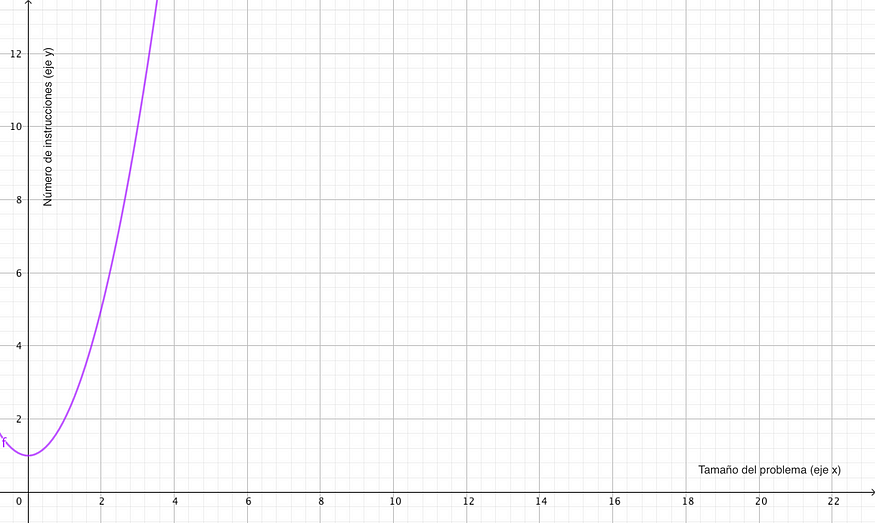 Número de instrucciones (eje y)
12
10
8
6
4
2
f
Tamaño del problema (eje x)
0 2 4 6 8 10 12 14 16 18 20 22